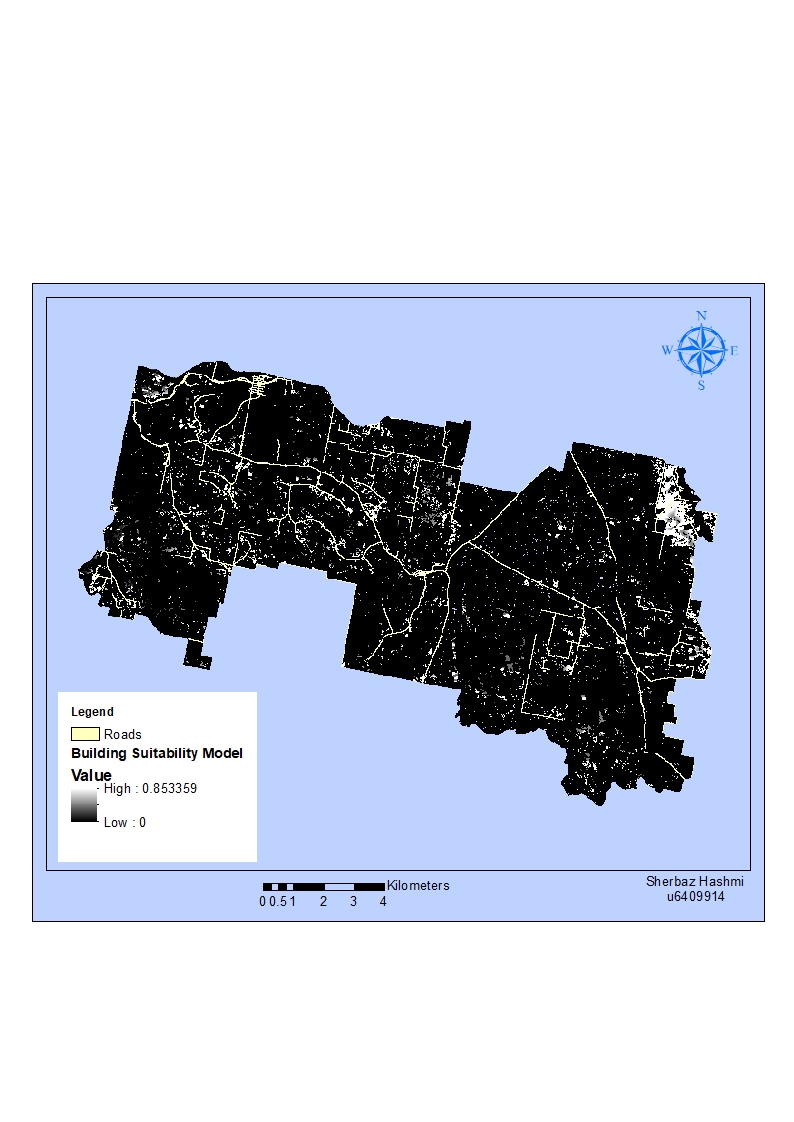 N
W E
S
Legend
Roads
Building Suitability Model
Value
High : 0.853359
Low : 0
Kilometers
0 0.5 1 2 3 4
Sherbaz Hashmi
u6409914